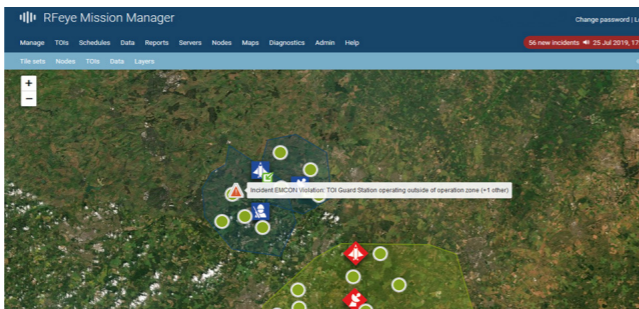 RFeye Mission Manager
Change password | Lo
Manage TOIs Schedules Data Reports Servers Nodes Maps Diagnostics Admin Help
56 new incidents 25 Jul 2019, 17
Tile sets Nodes TOIs Data Layers
+
−
Incident:EMCON Violation: TOI Guard Station operating outside of operation zone (+1 other)